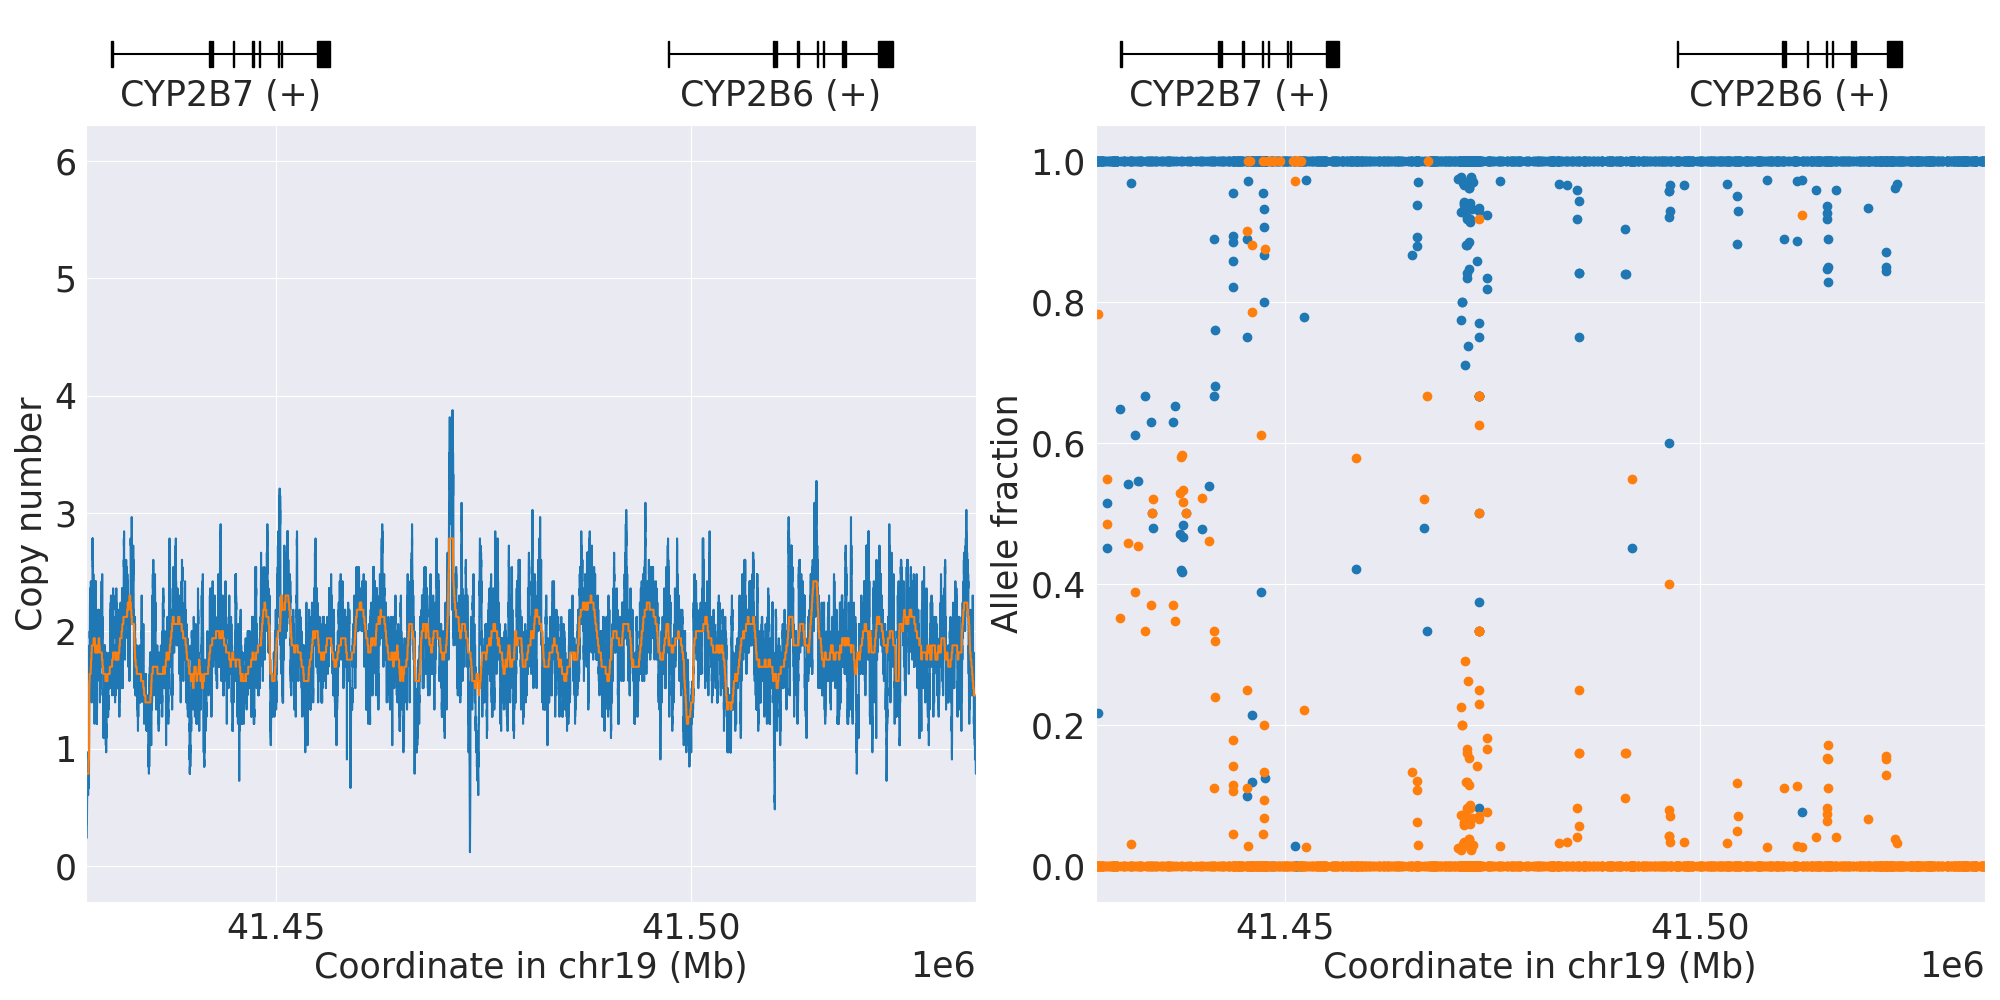 CYP2B7 (+)
CYP2B6 (+)
6
5
4
3
2
1
0
Copy number
41.45
41.50
Coordinate in chr19 (Mb)
1e6
CYP2B7 (+)
CYP2B6 (+)
1.0
0.8
0.6
0.4
0.2
0.0
Allele fraction
41.45
41.50
Coordinate in chr19 (Mb)
1e6